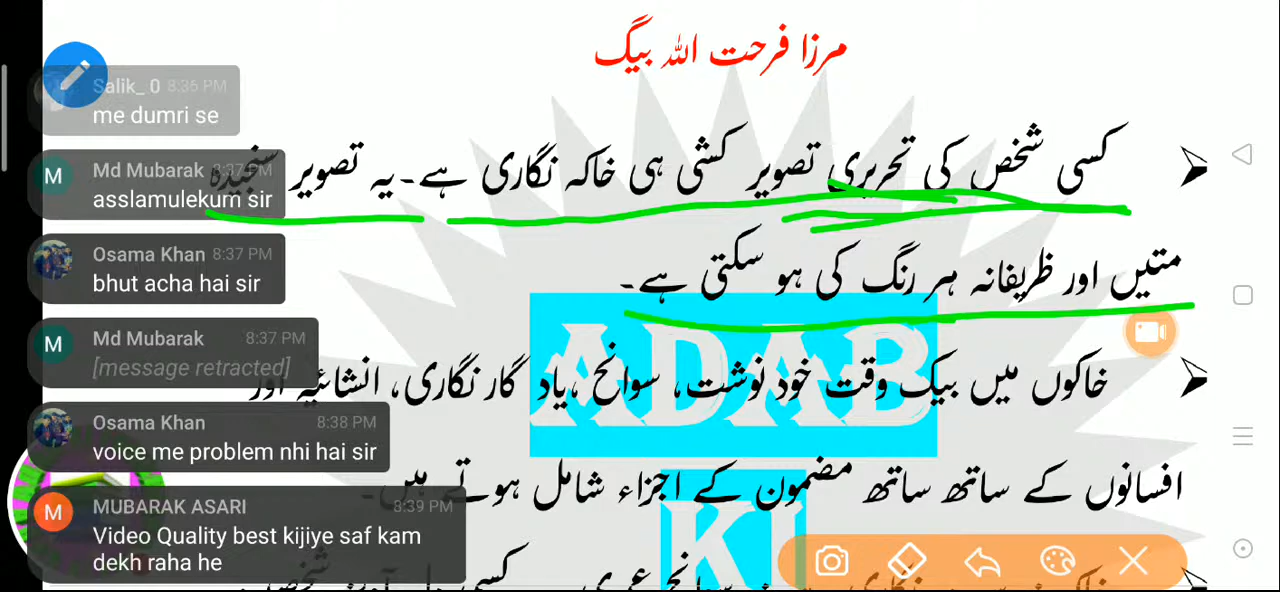 مرزا فرحت اللہ بیگ
کسی شخص کی تحریری تصویر کشی ہی خاکہ نگاری ہے۔ یہ تصویر سنجیدہ
متیں اور ظریفانہ ہر رنگ کی ہو سکتی ہے۔
خاکوں میں بیک وقت خود نوشت، سوانح، یاد گار نگاری، انشائیہ اور
افسانوں کے ساتھ ساتھ مضمون کے اجزاء شامل ہوتے ہیں۔
ADAB
KI
Salik_ 0 8:36 PM
me dumri se
M
Md Mubarak 8:37 PM
asslamulekum sir
Osama Khan 8:37 PM
bhut acha hai sir
M
Md Mubarak 8:37 PM
[message retracted]
Osama Khan 8:38 PM
voice me problem nhi hai sir
M
MUBARAK ASARI 8:39 PM
Video Quality best kijiye saf kam
dekh raha he